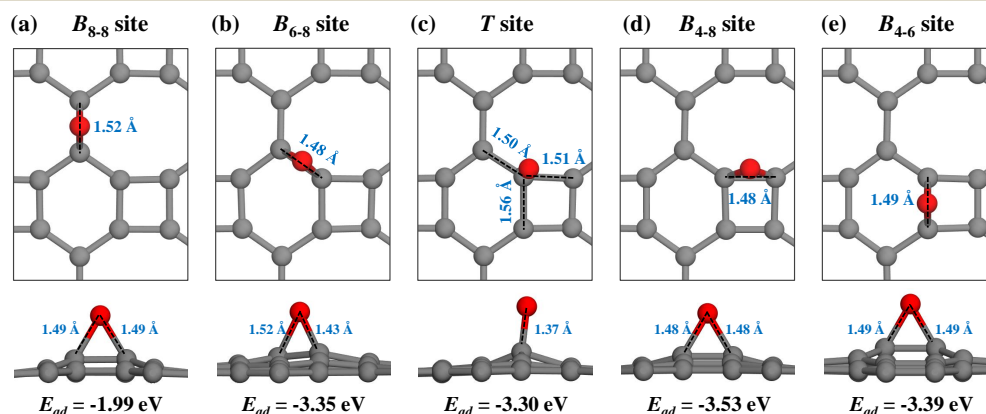 (a) B8-8 site
(b) B6-8 site
(c) T site
(d) B4-8 site
(e) B4-6 site
1.52 Å
1.48 Å
1.50 Å
1.51 Å
1.56 Å
1.48 Å
1.49 Å
1.49 Å 1.49 Å
1.52 Å 1.43 Å
1.37 Å
1.48 Å 1.48 Å
1.49 Å 1.49 Å
Ead = -1.99 eV
Ead = -3.35 eV
Ead = -3.30 eV
Ead = -3.53 eV
Ead = -3.39 eV